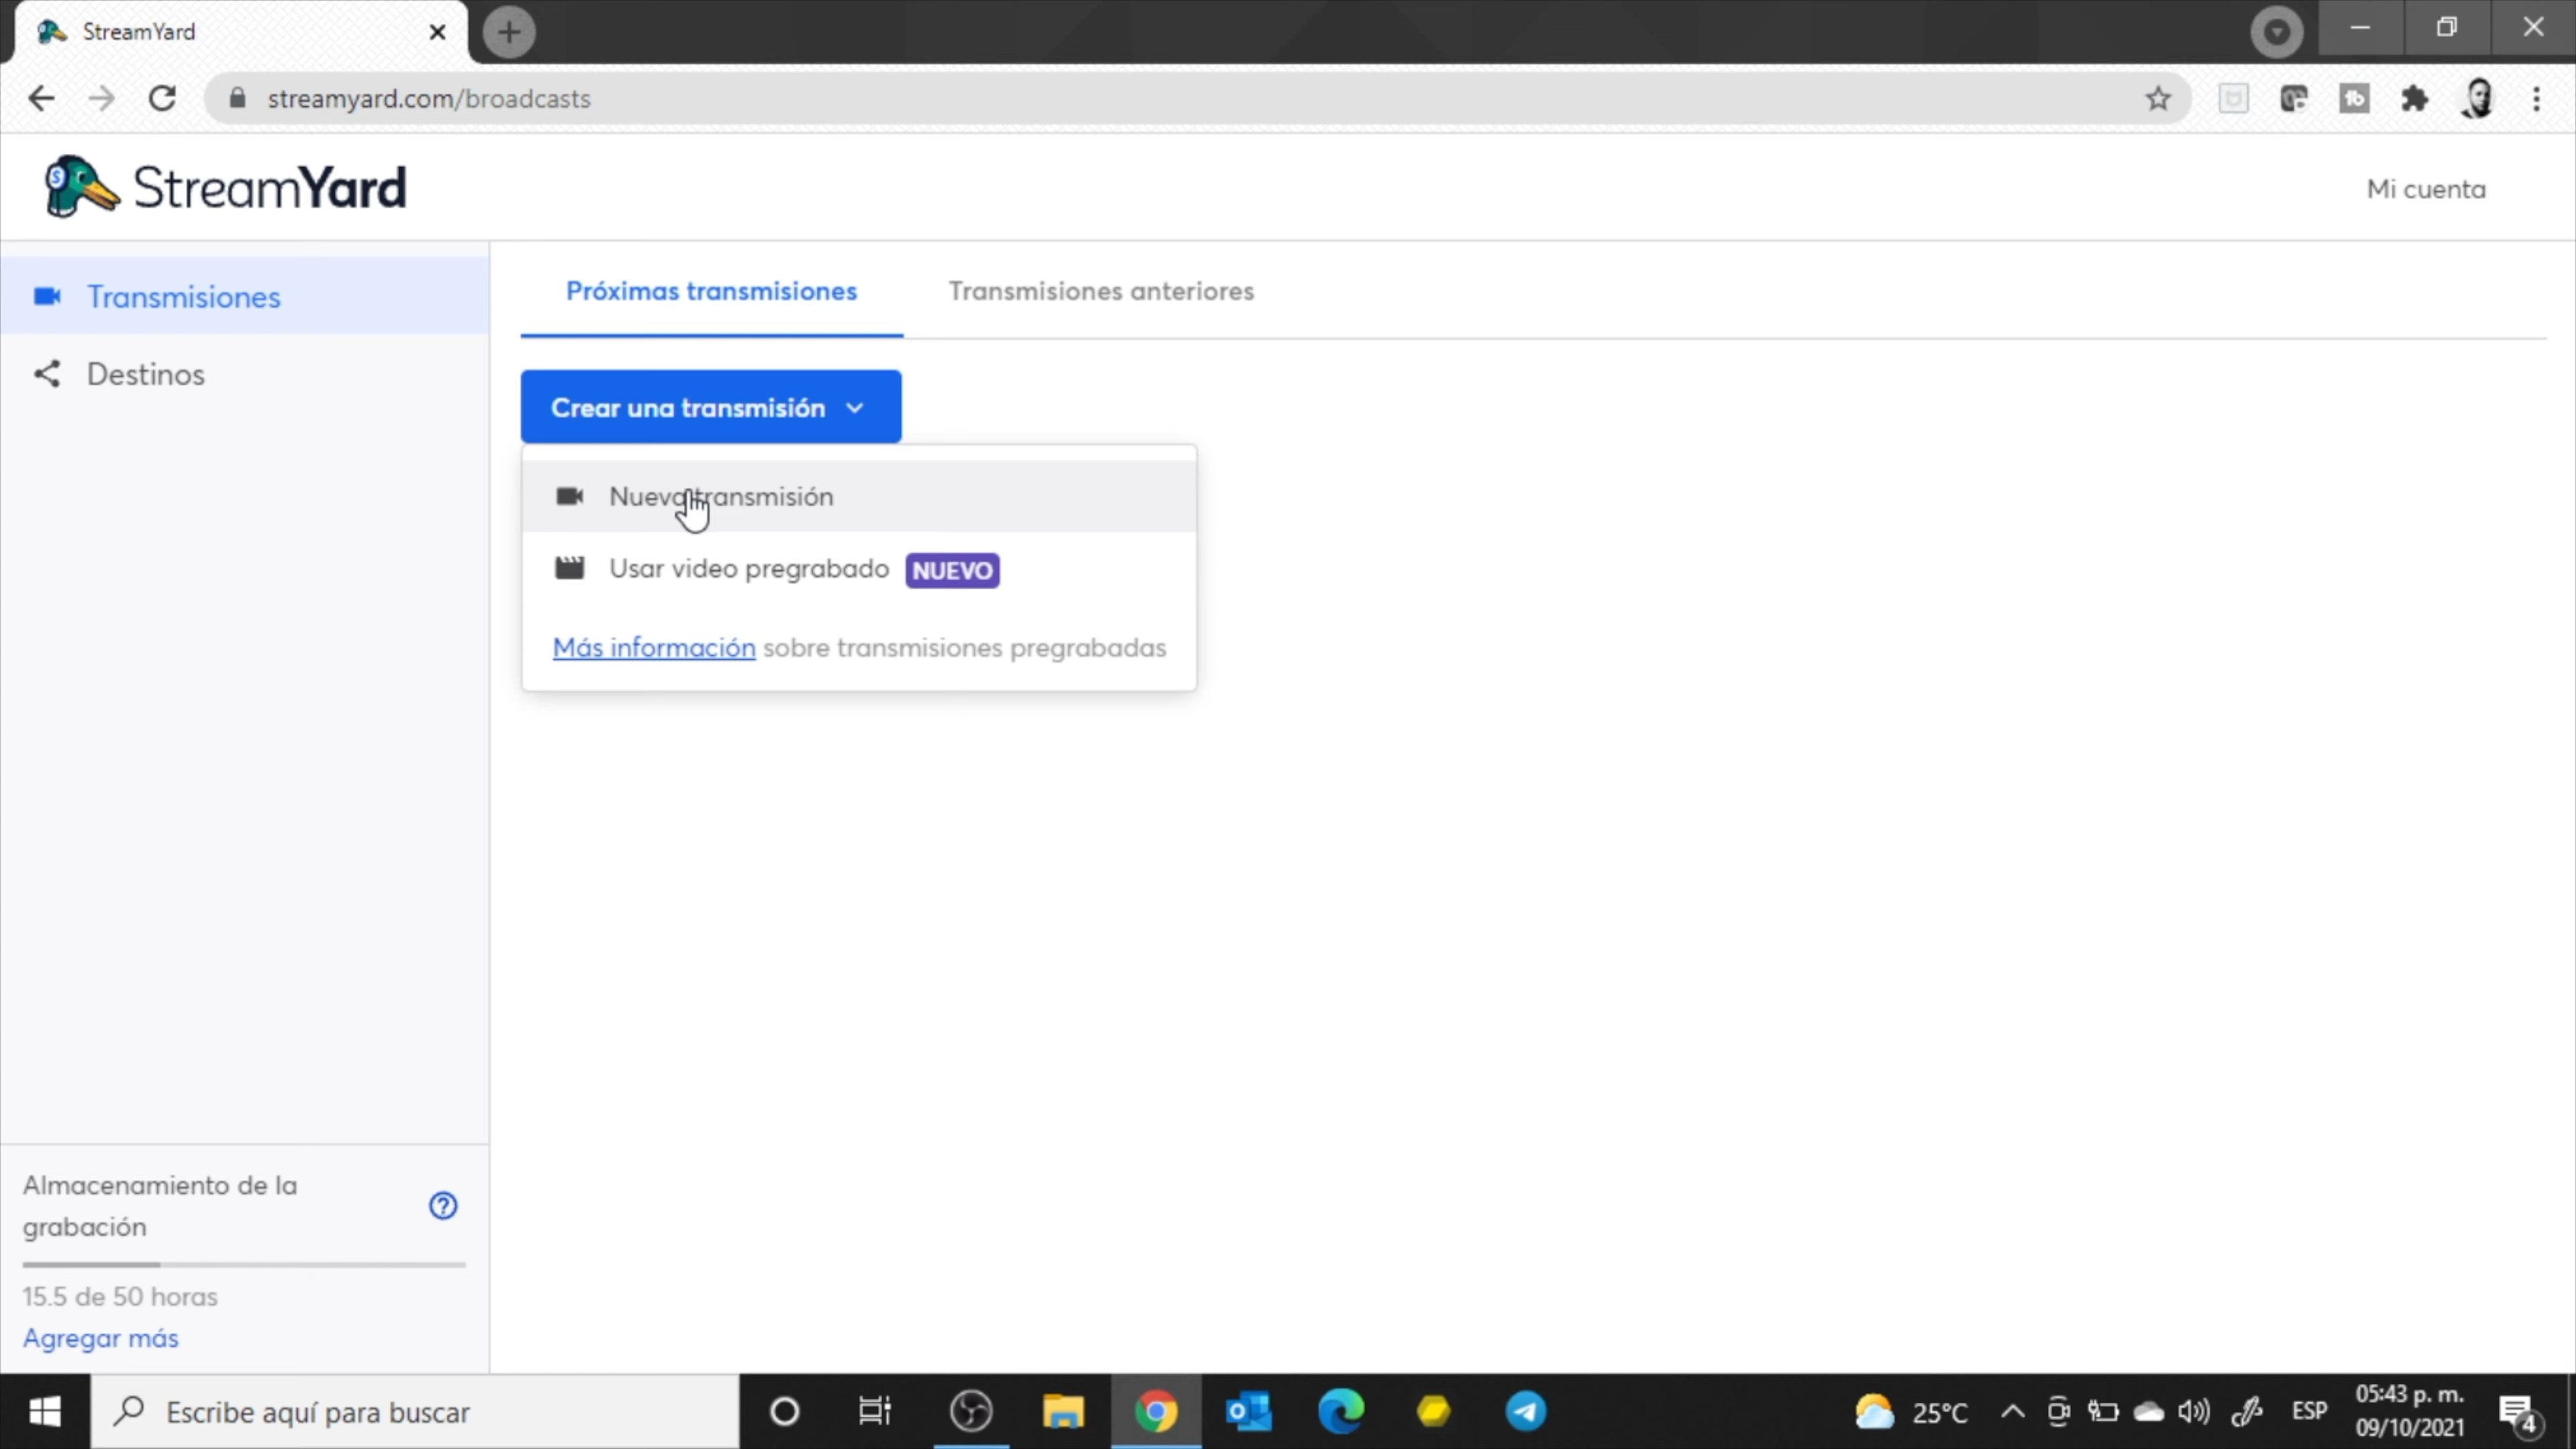 StreamYard
streamyard.com/broadcasts
StreamYard
Mi cuenta
Transmisiones
Destinos
Próximas transmisiones
Transmisiones anteriores
Crear una transmisión
Nueva transmisión
Usar video pregrabado NUEVO
Más información sobre transmisiones pregrabadas
Almacenamiento de la
grabación
15.5 de 50 horas
Agregar más
Escribe aquí para buscar
25°C
ESP
05:43 p. m.
09/10/2021
4